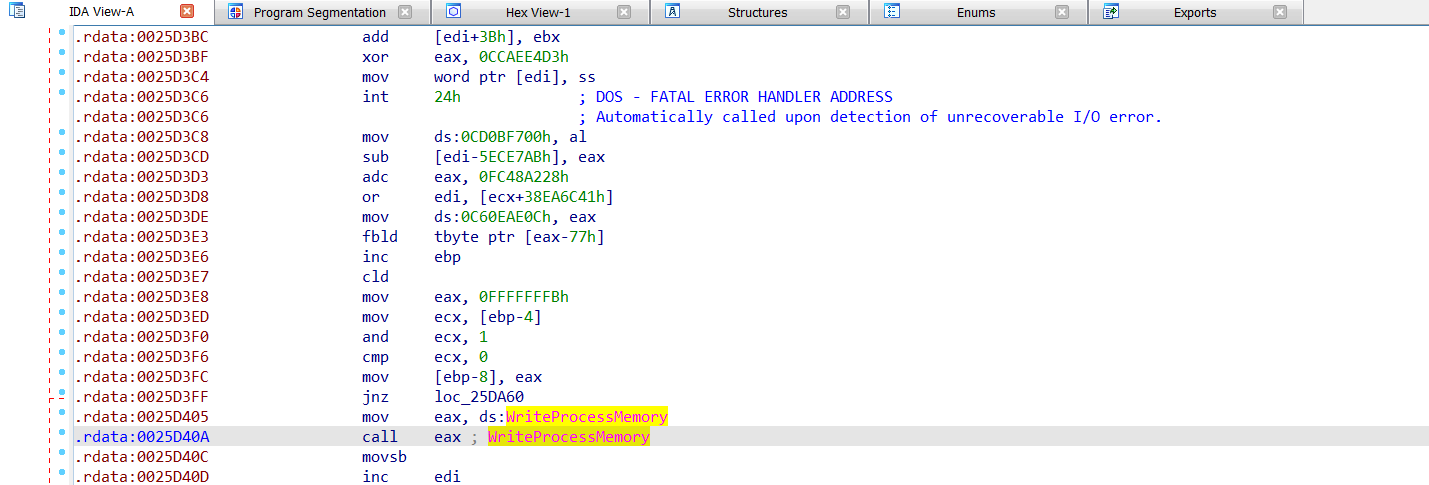 IDA View-A Program Segmentation Hex View-1 Structures Enums Exports
.rdata:0025D3BC add [edi+3Bh], ebx
.rdata:0025D3BF xor eax, 0CCAEE4D3h
.rdata:0025D3C4 mov word ptr [edi], ss
.rdata:0025D3C6 int 24h ; DOS - FATAL ERROR HANDLER ADDRESS
.rdata:0025D3C6 ; Automatically called upon detection of unrecoverable I/O error.
.rdata:0025D3C8 mov ds:0CD0BF700h, al
.rdata:0025D3CD sub [edi-5ECE7ABh], eax
.rdata:0025D3D3 adc eax, 0FC48A228h
.rdata:0025D3D8 or edi, [ecx+38EA6C41h]
.rdata:0025D3DE mov ds:0C60EAE0Ch, eax
.rdata:0025D3E3 fbld tbyte ptr [eax-77h]
.rdata:0025D3E6 inc ebp
.rdata:0025D3E7 cld
.rdata:0025D3E8 mov eax, 0FFFFFFFBh
.rdata:0025D3ED mov ecx, [ebp-4]
.rdata:0025D3F0 and ecx, 1
.rdata:0025D3F6 cmp ecx, 0
.rdata:0025D3FC mov [ebp-8], eax
.rdata:0025D3FF jnz loc_25DA60
.rdata:0025D405 mov eax, ds:WriteProcessMemory
.rdata:0025D40A call eax ; WriteProcessMemory
.rdata:0025D40C movsb
.rdata:0025D40D inc edi